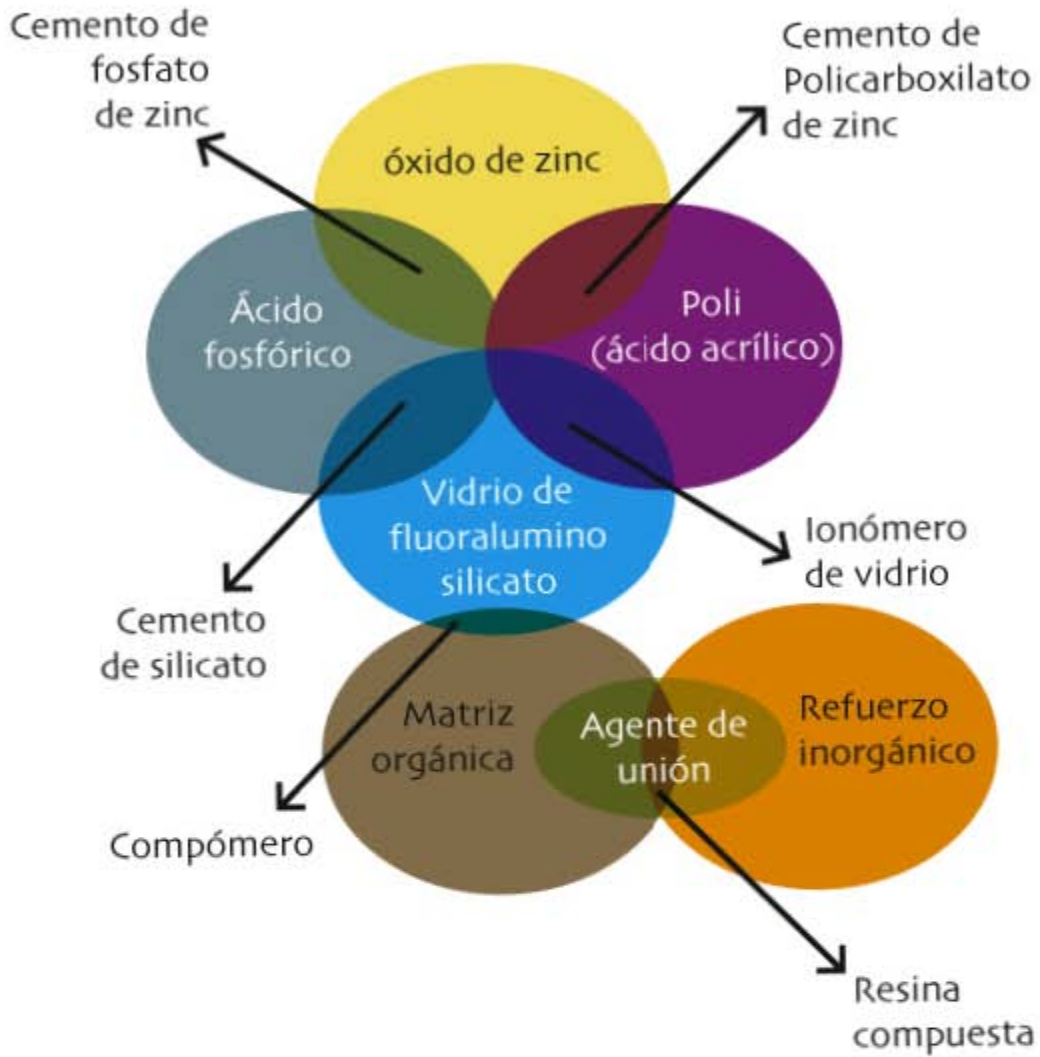 Cemento de
fosfato
de zinc
Cemento de
Policarboxilato
de zinc
óxido de zinc
Ácido
fosfórico
Poli
(ácido acrílico)
Vidrio de
fluoralumino
silicato
Ionómero
de vidrio
Cemento
de silicato
Matriz
orgánica
Agente de
unión
Refuerzo
inorgánico
Compómero
Resina
compuesta